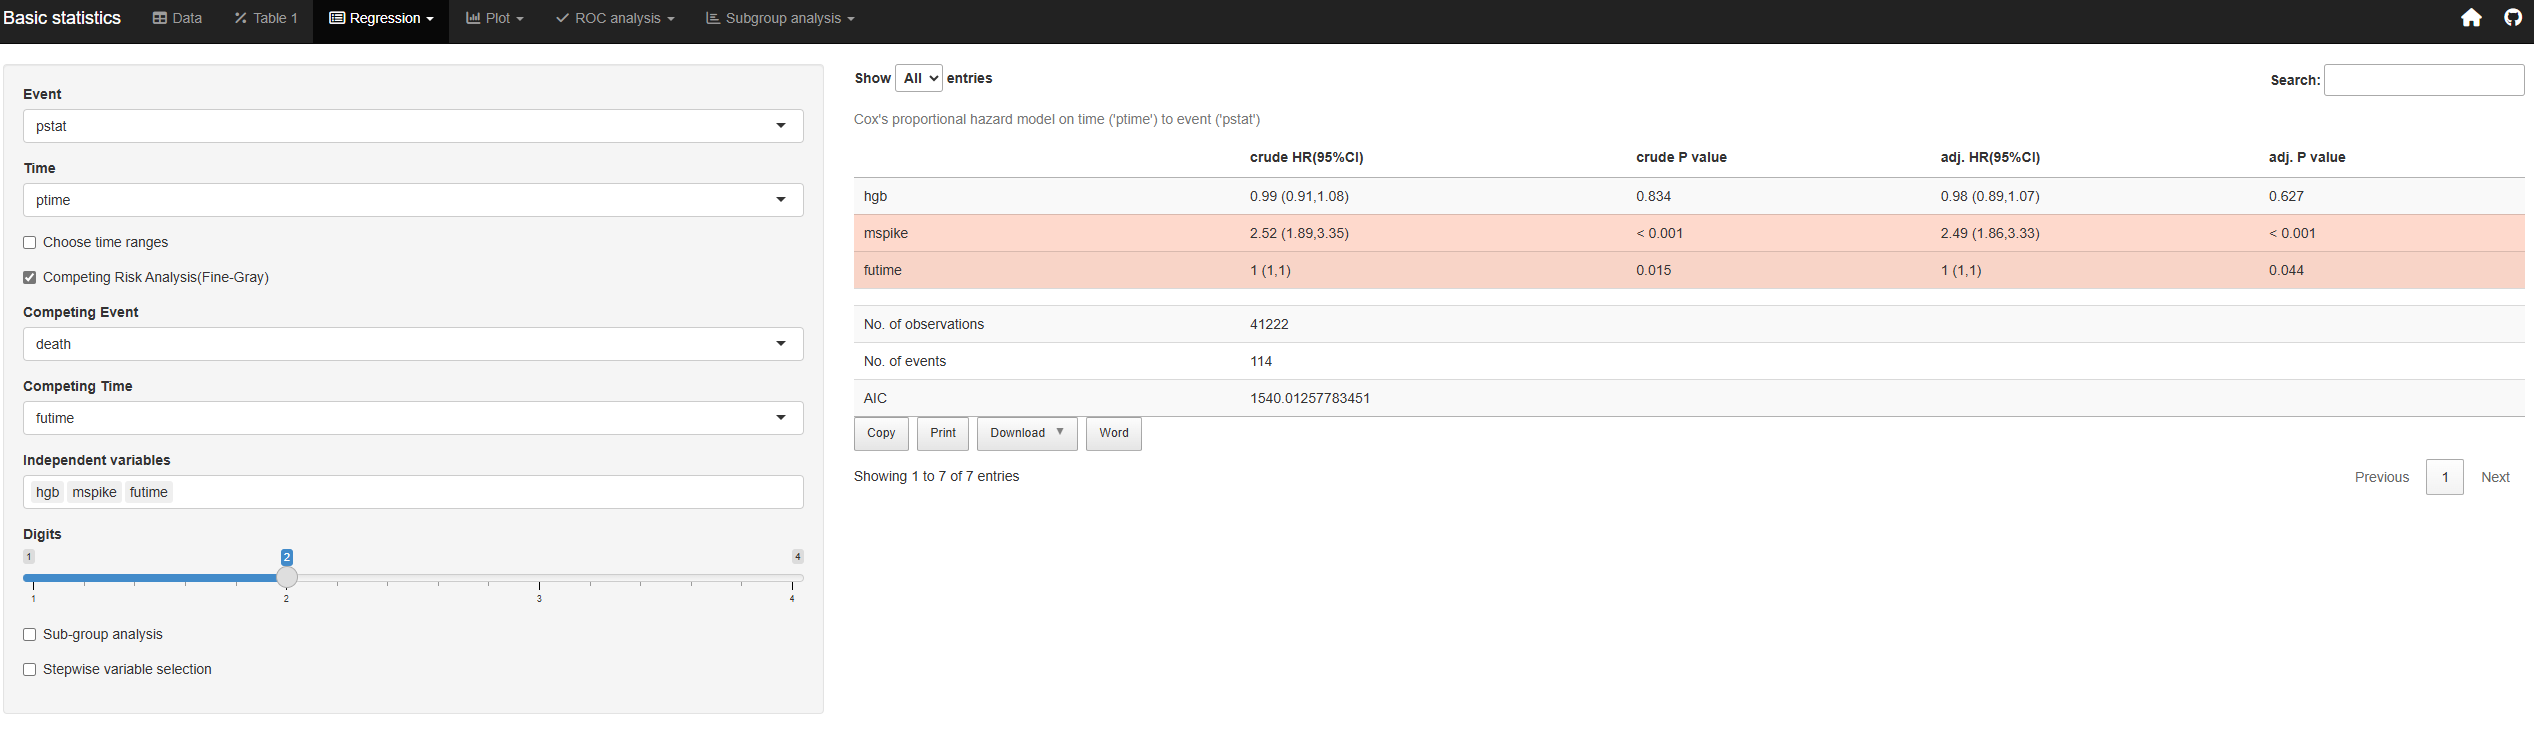 Basic statistics Data Table 1 Regression Plot ROC analysis Subgroup analysis
Event
pstat
Time
ptime
Choose time ranges
Competing Risk Analysis(Fine-Gray)
Competing Event
death
Competing Time
futime
Independent variables
hgb mspike futime
Digits
1 2 4
1 2 3 4
Sub-group analysis
Stepwise variable selection
Show All entries Search:
Cox's proportional hazard model on time ('ptime') to event ('pstat')
crude HR(95%CI) crude P value adj. HR(95%CI) adj. P value
hgb 0.99 (0.91,1.08) 0.834 0.98 (0.89,1.07) 0.627
mspike 2.52 (1.89,3.35) < 0.001 2.49 (1.86,3.33) < 0.001
futime 1 (1,1) 0.015 1 (1,1) 0.044
No. of observations 41222
No. of events 114
AIC 1540.01257783451
Copy Print Download Word
Showing 1 to 7 of 7 entries Previous 1 Next